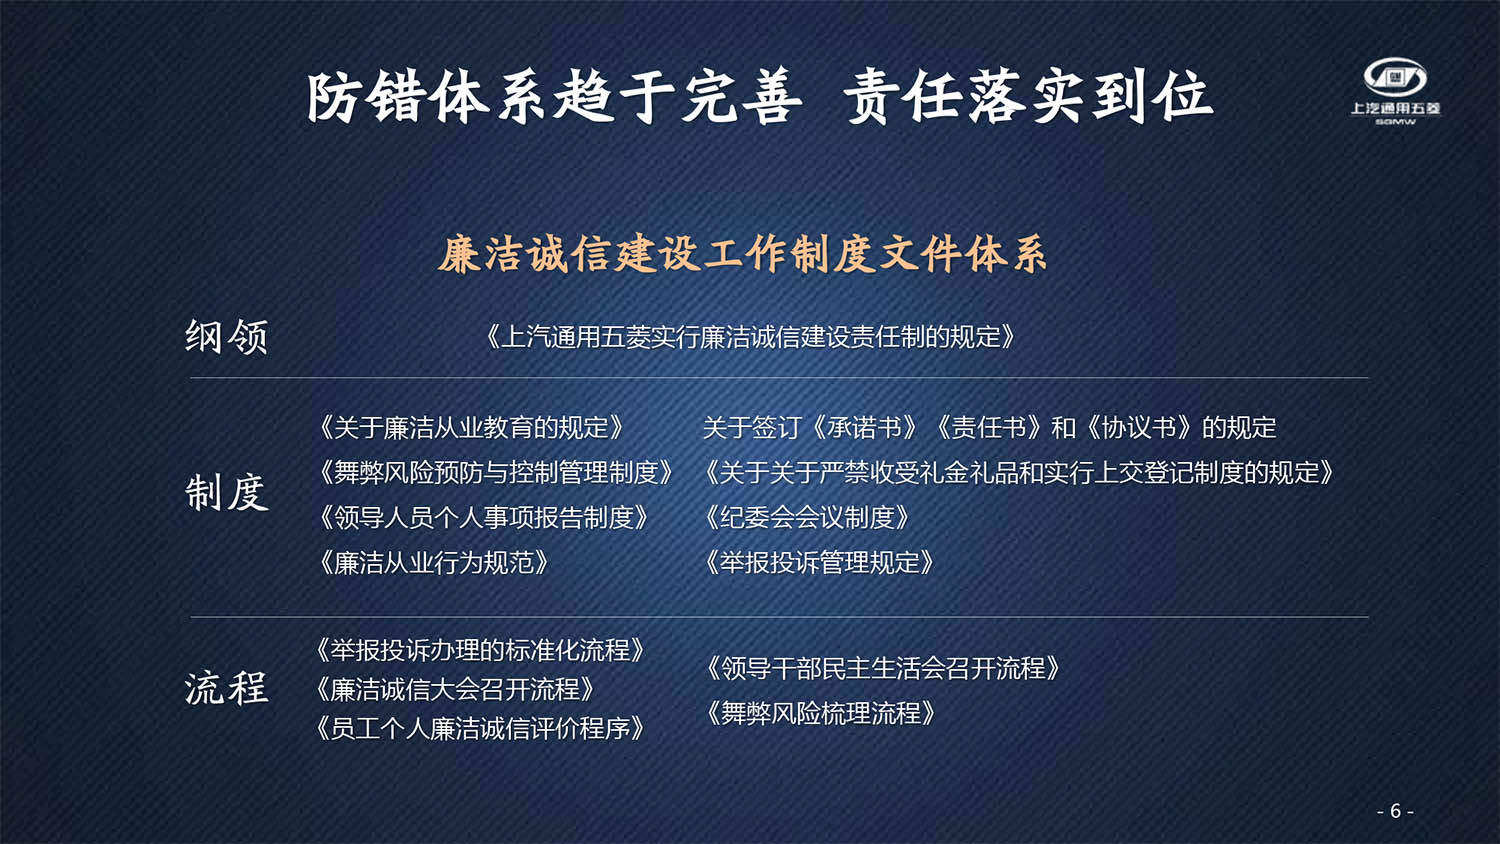 防错体系趋于完善 责任落实到位
上汽通用五菱
SGMW
廉洁诚信建设工作制度文件体系
纲领
《上汽通用五菱实行廉洁诚信建设责任制的规定》
制度
《关于廉洁从业教育的规定》
《舞弊风险预防与控制管理制度》
《领导人员个人事项报告制度》
《廉洁从业行为规范》
关于签订《承诺书》《责任书》和《协议书》的规定
《关于关于严禁收受礼金礼品和实行上交登记制度的规定》
《纪委会会议制度》
《举报投诉管理规定》
流程
《举报投诉办理的标准化流程》
《廉洁诚信大会召开流程》
《员工个人廉洁诚信评价程序》
《领导干部民主生活会召开流程》
《舞弊风险梳理流程》
- 6 -